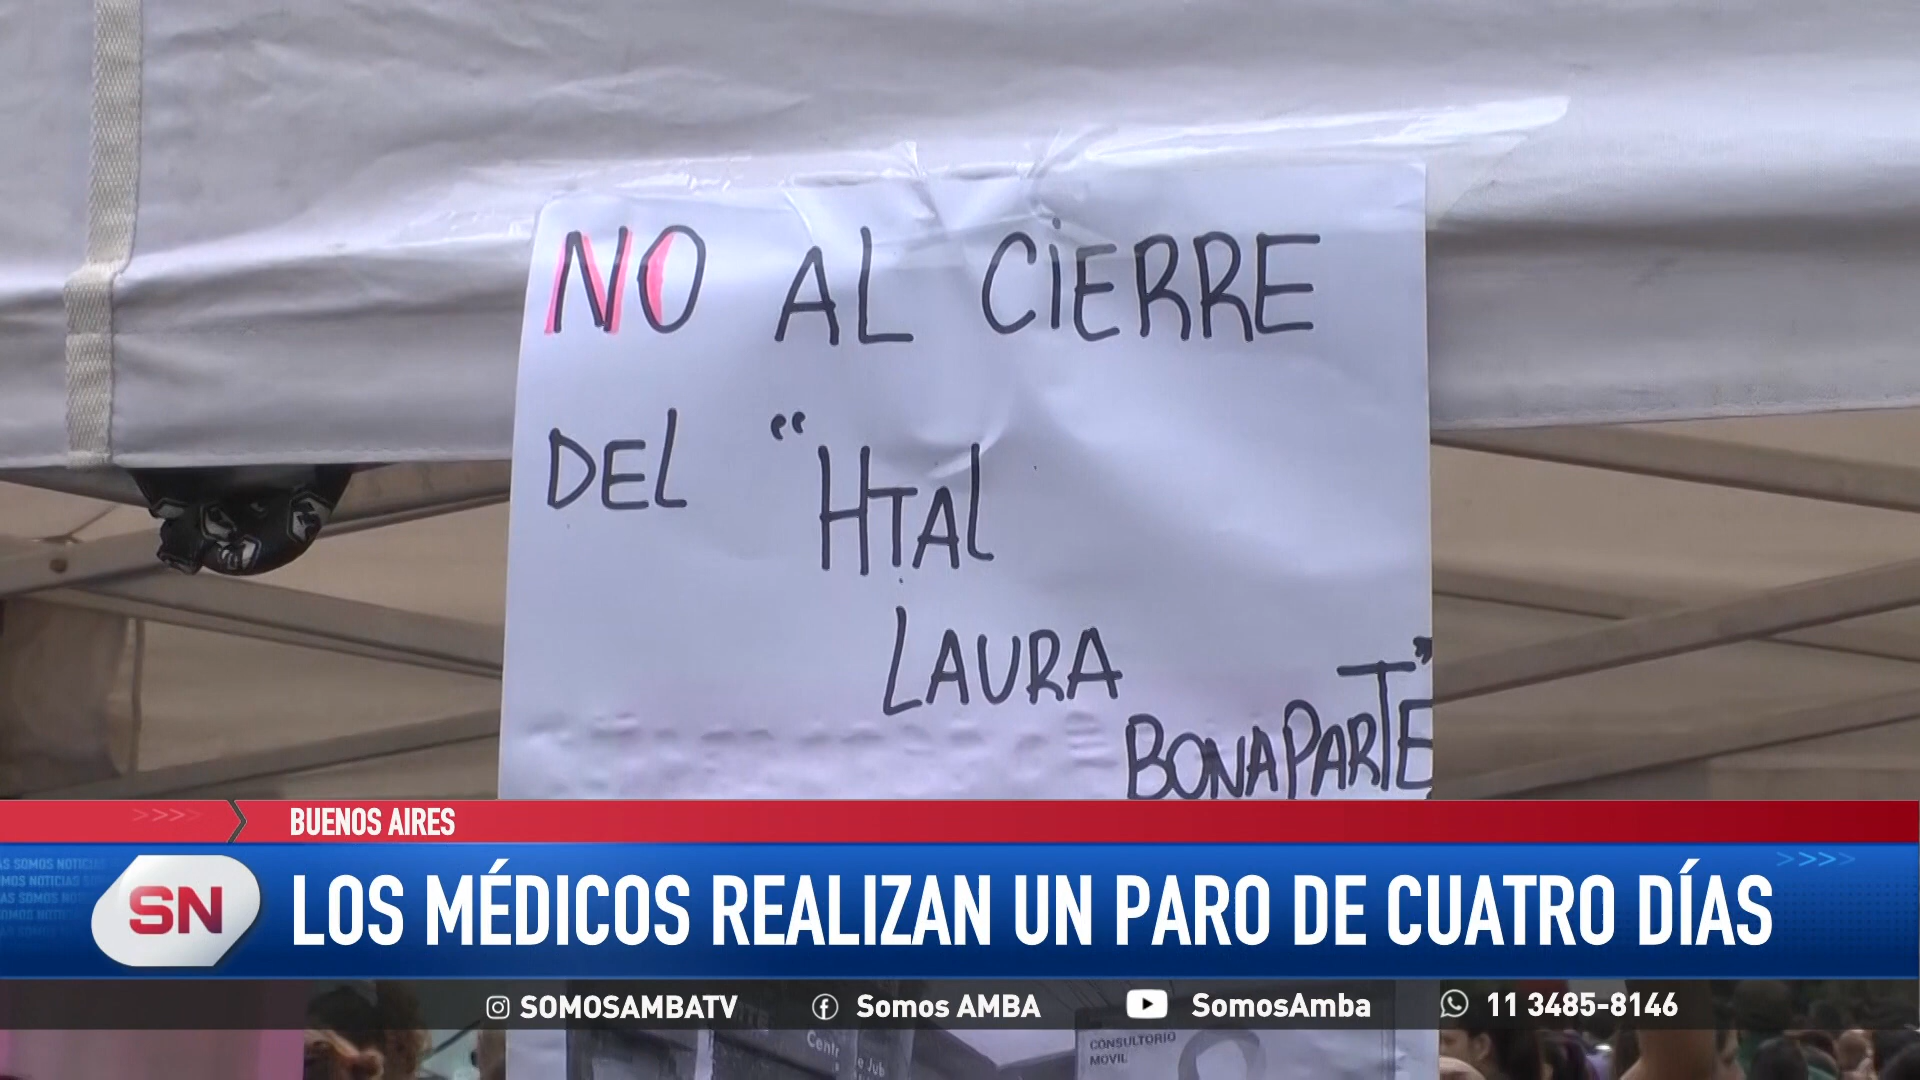 NO AL CIERRE
DEL "HTAL
LAURA
BONAPARTE"
BUENOS AIRES
SN
LOS MÉDICOS REALIZAN UN PARO DE CUATRO DÍAS
SOMOSAMBATV
Somos AMBA
SomosAmba
11 3485-8146
CONSULTORIO
MOVIL